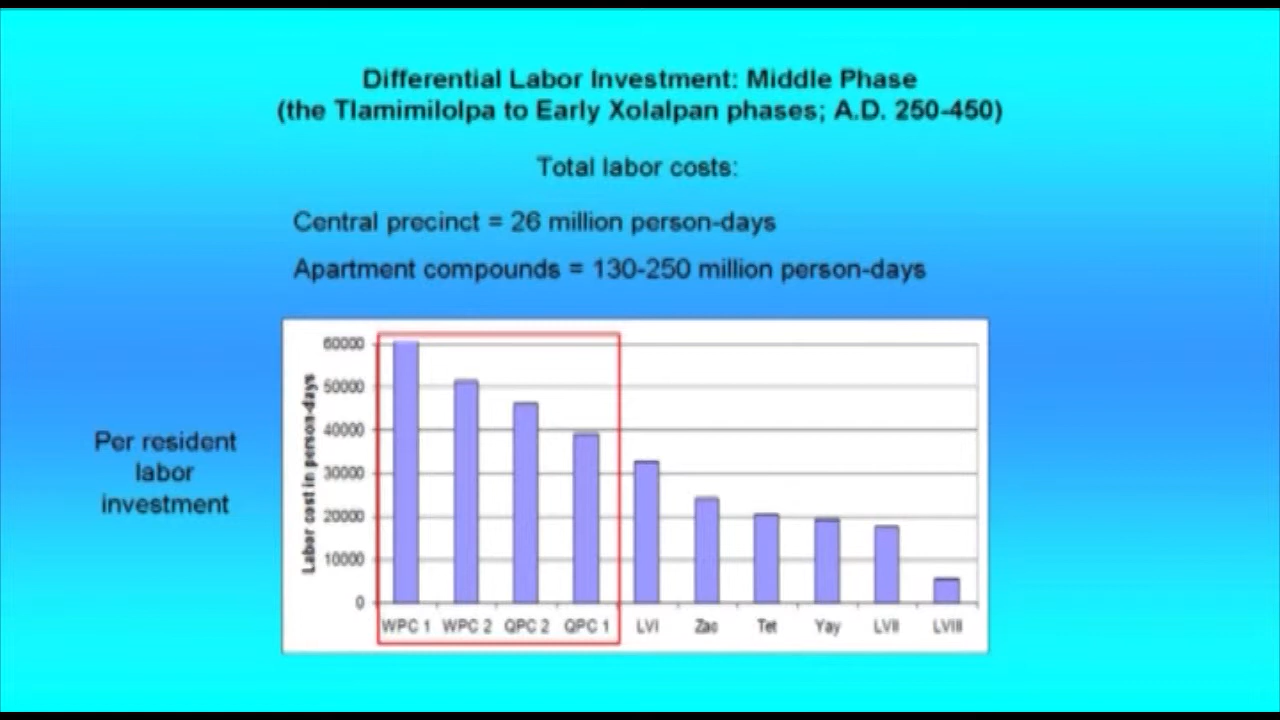 Differential Labor Investment: Middle Phase
(the Tlamimilolpa to Early Xolalpan phases; A.D. 250-450)
Total labor costs:
Central precinct = 26 million person-days
Apartment compounds = 130-250 million person-days
Per resident
labor
investment
Labor cost in person-days
60000
50000
40000
30000
20000
10000
0
WPC 1 WPC 2 QPC 2 QPC 1 LVI Zac Tet Yay LVII LVIII